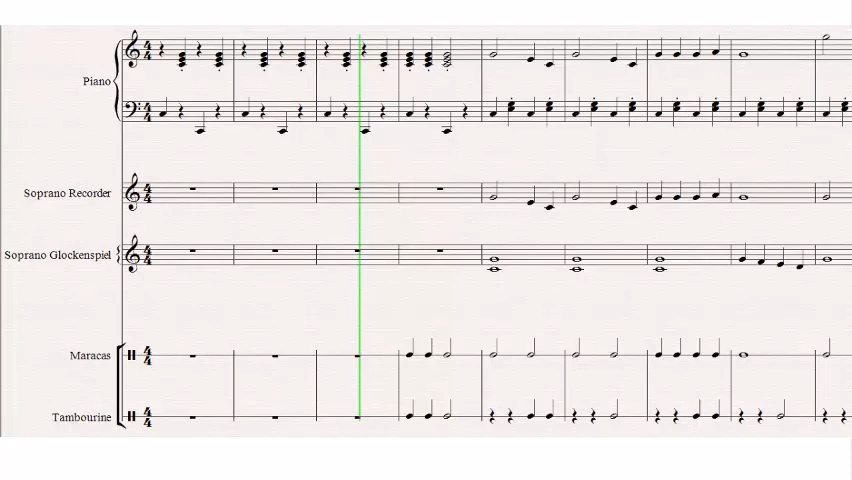 Piano
Soprano Recorder
Soprano Glockenspiel
Maracas
Tambourine